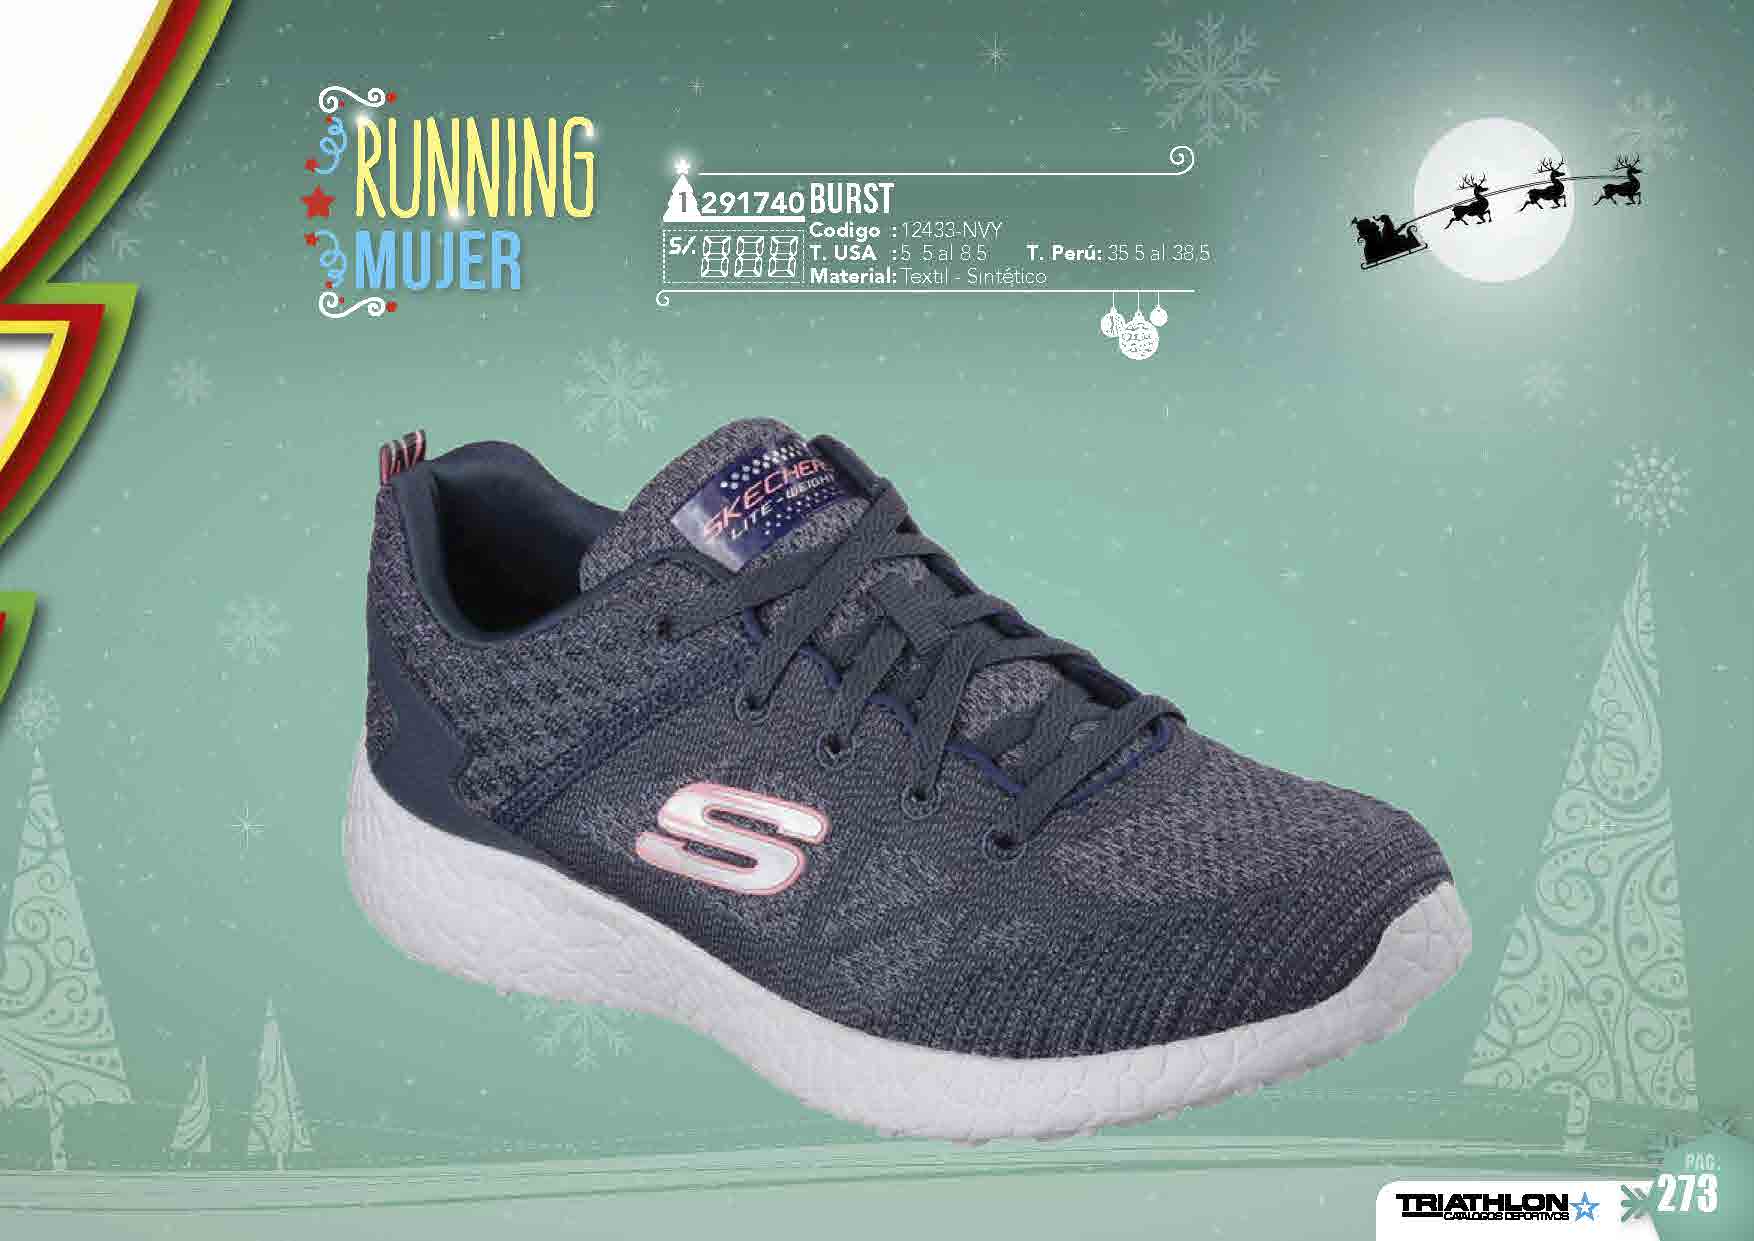 RUNNING
MUJER
1 291740 BURST
Codigo : 12433-NVY
S/. 888
T. USA : 5 5 al 8 5 T. Perú: 35 5 al 38,5
Material: Textil - Sintético
SKECHERS
LITE-WEIGHT
S
PAG.
273
TRIATHLON
CATALOGOS DEPORTIVOS